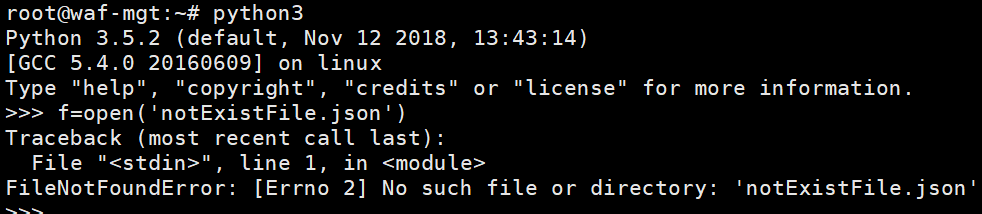 root@waf-mgt:~# python3
Python 3.5.2 (default, Nov 12 2018, 13:43:14)
[GCC 5.4.0 20160609] on linux
Type "help", "copyright", "credits" or "license" for more information.
>>> f=open('notExistFile.json')
Traceback (most recent call last):
  File "<stdin>", line 1, in <module>
FileNotFoundError: [Errno 2] No such file or directory: 'notExistFile.json'
>>>